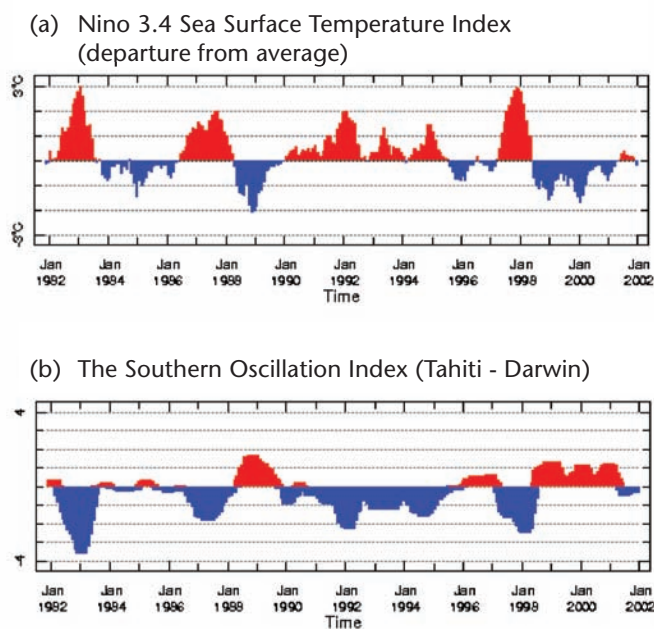 (a) Nino 3.4 Sea Surface Temperature Index
(departure from average)
3°C
-3°C
Jan Jan Jan Jan Jan Jan Jan Jan Jan Jan Jan
1982 1984 1986 1988 1990 1992 1994 1996 1998 2000 2002
Time
(b) The Southern Oscillation Index (Tahiti - Darwin)
4
-4
Jan Jan Jan Jan Jan Jan Jan Jan Jan Jan Jan
1982 1984 1986 1988 1990 1992 1994 1996 1998 2000 2002
Time